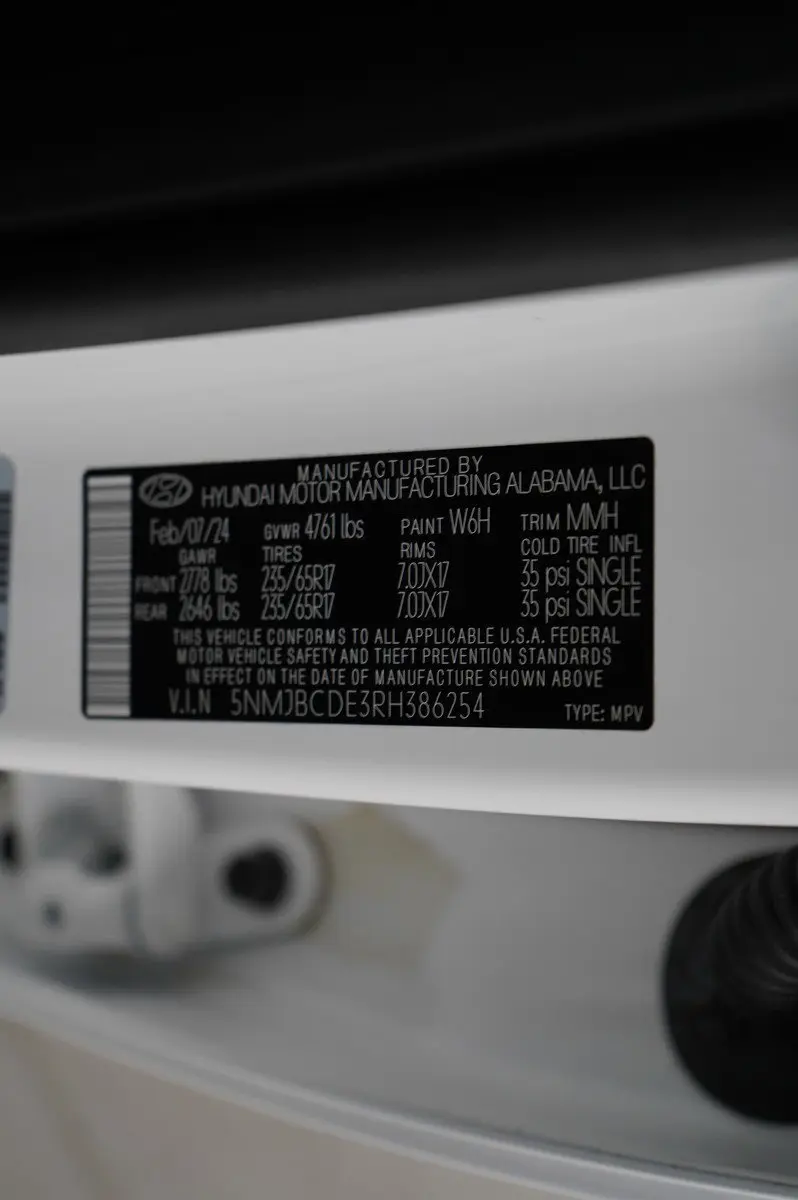 MANUFACTURED BY
HYUNDAI MOTOR MANUFACTURING ALABAMA, LLC
Feb/07/24 GVWR 4761 lbs PAINT W6H TRIM MMH
GAWR TIRES RIMS COLD TIRE INFL
FRONT 2778 lbs 235/65R17 7.0JX17 35 psi SINGLE
REAR 2646 lbs 235/65R17 7.0JX17 35 psi SINGLE
THIS VEHICLE CONFORMS TO ALL APPLICABLE U.S.A. FEDERAL
MOTOR VEHICLE SAFETY AND THEFT PREVENTION STANDARDS
IN EFFECT ON THE DATE OF MANUFACTURE SHOWN ABOVE
V.I.N 5NMJBCDE3RH386254 TYPE: MPV